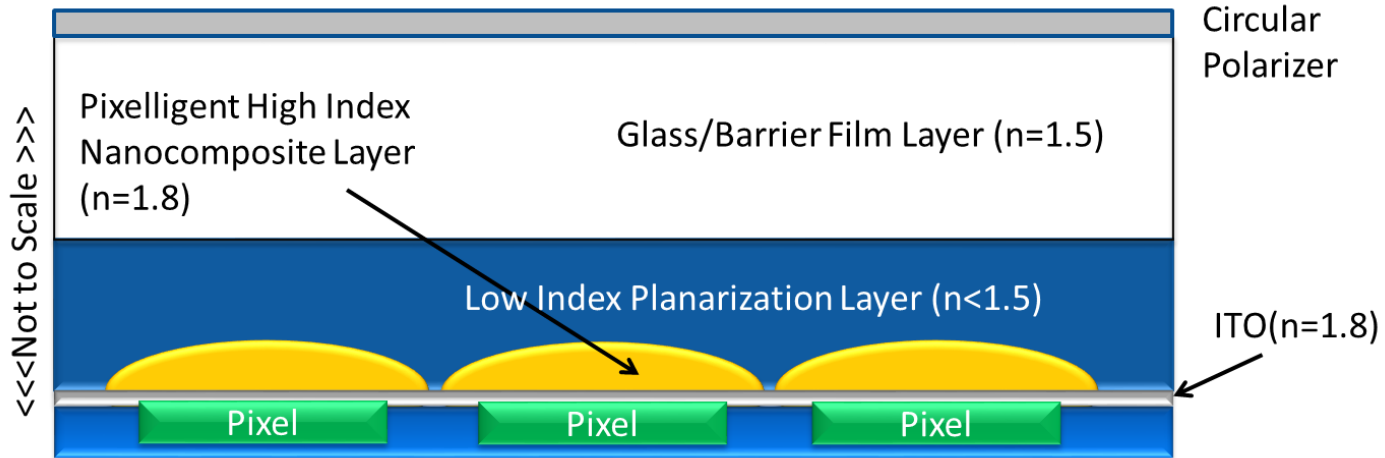 Circular
Polarizer
Pixelligent High Index
Nanocomposite Layer
(n=1.8)
Glass/Barrier Film Layer (n=1.5)
<<<Not to Scale >>>
Low Index Planarization Layer (n<1.5)
ITO(n=1.8)
Pixel
Pixel
Pixel